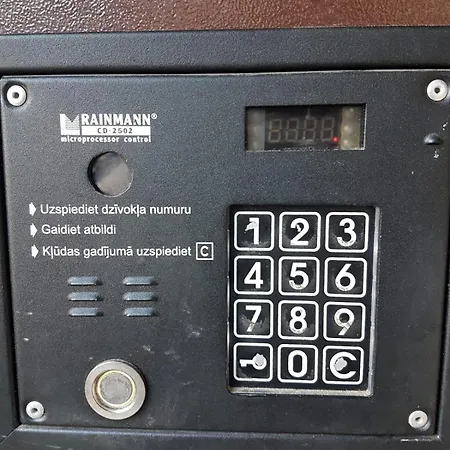 RAINMANN®
CD-2502
microprocessor control
Uzspiediet dzīvokļa numuru
Gaidiet atbildi
Kļūdas gadījumā uzspiediet C
1 2 3
4 5 6
7 8 9
0 C